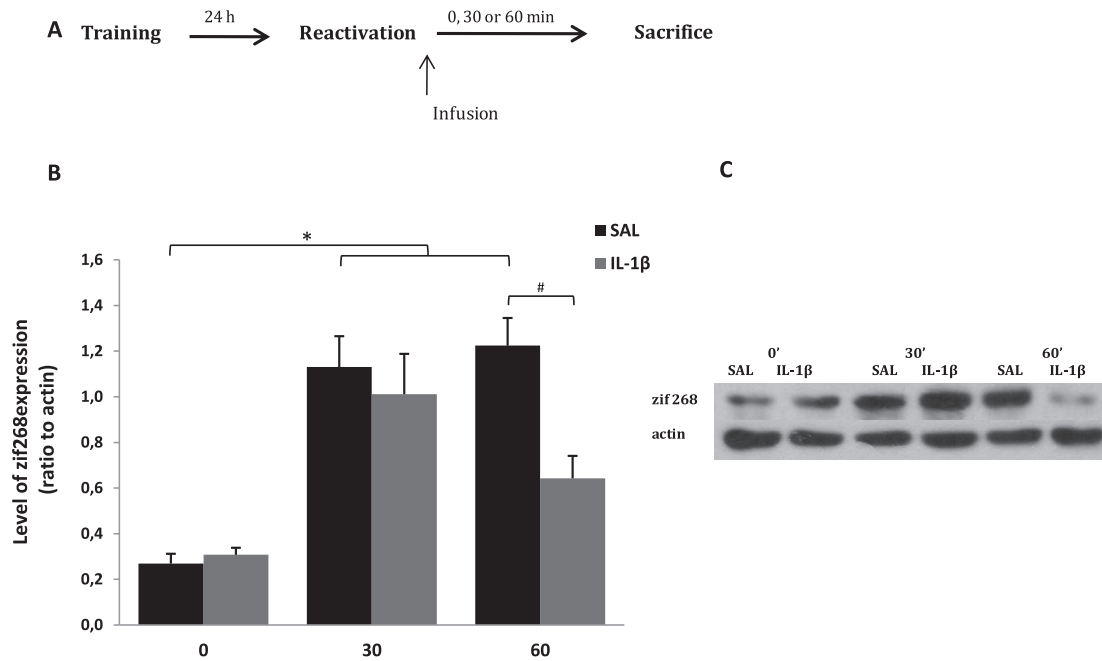 A
Training
24 h
Reactivation
0, 30 or 60 min
Sacrifice
Infusion
B
SAL
IL-1β
*
#
Level of zif268expression
(ratio to actin)
1,6
1,4
1,2
1,0
0,8
0,6
0,4
0,2
0,0
0
30
60
C
0' 30' 60'
SAL IL-1β SAL IL-1β SAL IL-1β
zif 268
actin